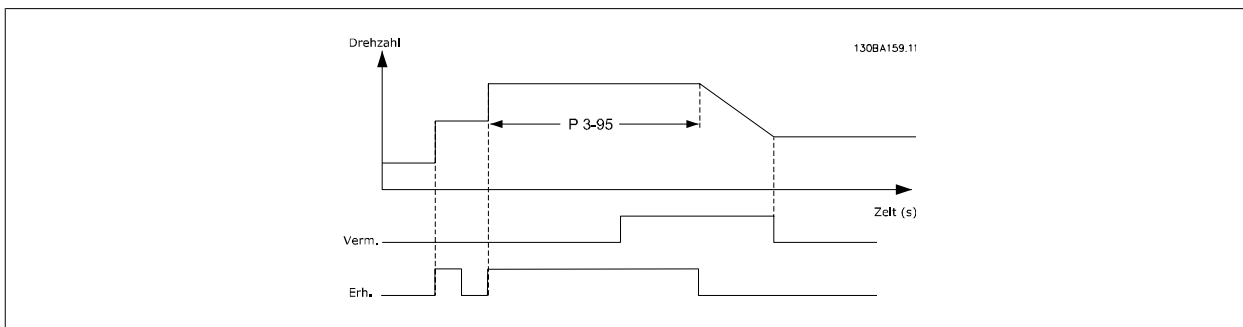 Drehzahl
130BA159.11
P 3-95
Zelt (s)
Verm.
Erh.